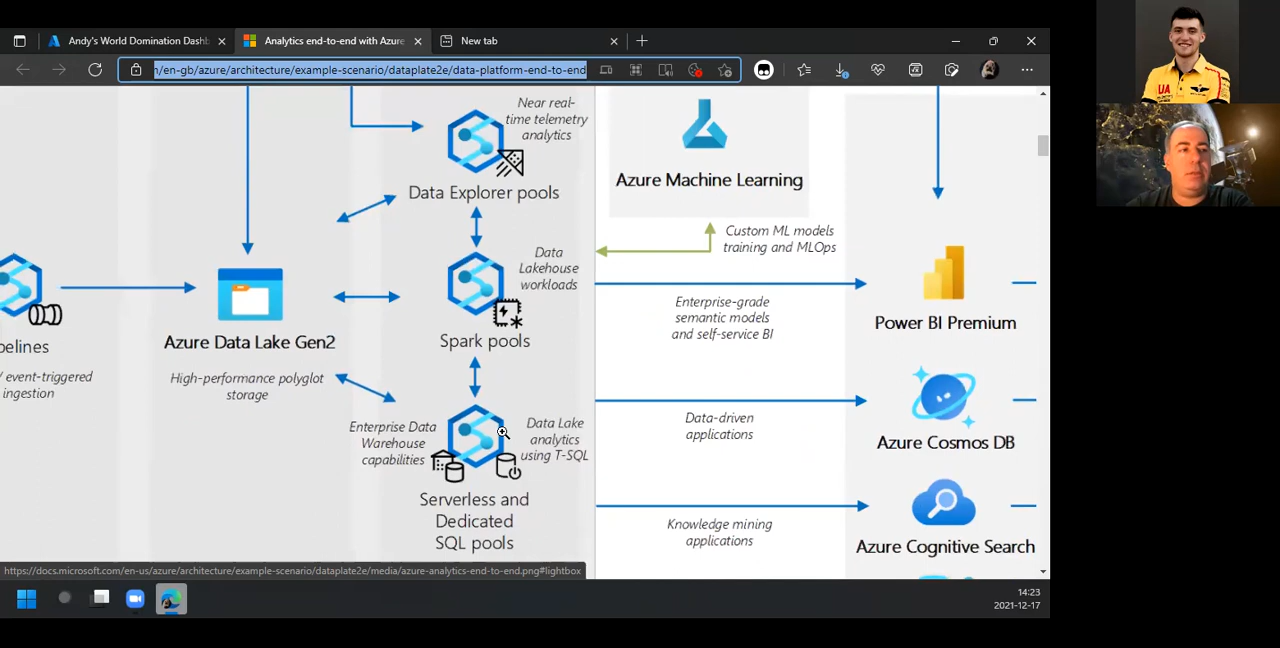 Andy's World Domination Dashb
Analytics end-to-end with Azure
New tab
n/en-gb/azure/architecture/example-scenario/dataplate2e/data-platform-end-to-end
Near real-
time telemetry
analytics
Data Explorer pools
Azure Machine Learning
Custom ML models
training and MLOps
Data
Lakehouse
workloads
Spark pools
Enterprise-grade
semantic models
and self-service BI
Power BI Premium
pelines
/ event-triggered
ingestion
Azure Data Lake Gen2
High-performance polyglot
storage
Enterprise Data
Warehouse
capabilities
Data Lake
analytics
using T-SQL
Serverless and
Dedicated
SQL pools
Data-driven
applications
Azure Cosmos DB
Knowledge mining
applications
Azure Cognitive Search
https://docs.microsoft.com/en-us/azure/architecture/example-scenario/dataplate2e/media/azure-analytics-end-to-end.png#lightbox
14:23
2021-12-17
UA